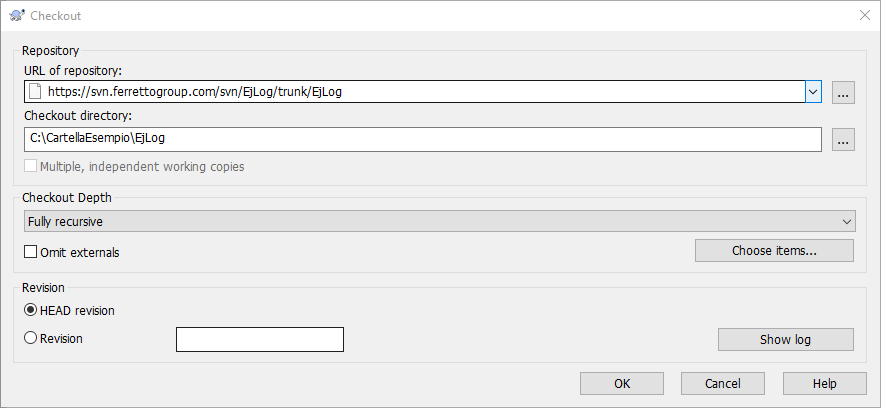 Checkout
Repository
URL of repository:
https://svn.ferrettogroup.com/svn/EjLog/trunk/EjLog
...
Checkout directory:
C:\CartellaEsempio\EjLog
...
Multiple, independent working copies
Checkout Depth
Fully recursive
Omit externals
Choose items...
Revision
HEAD revision
Revision
Show log
OK
Cancel
Help